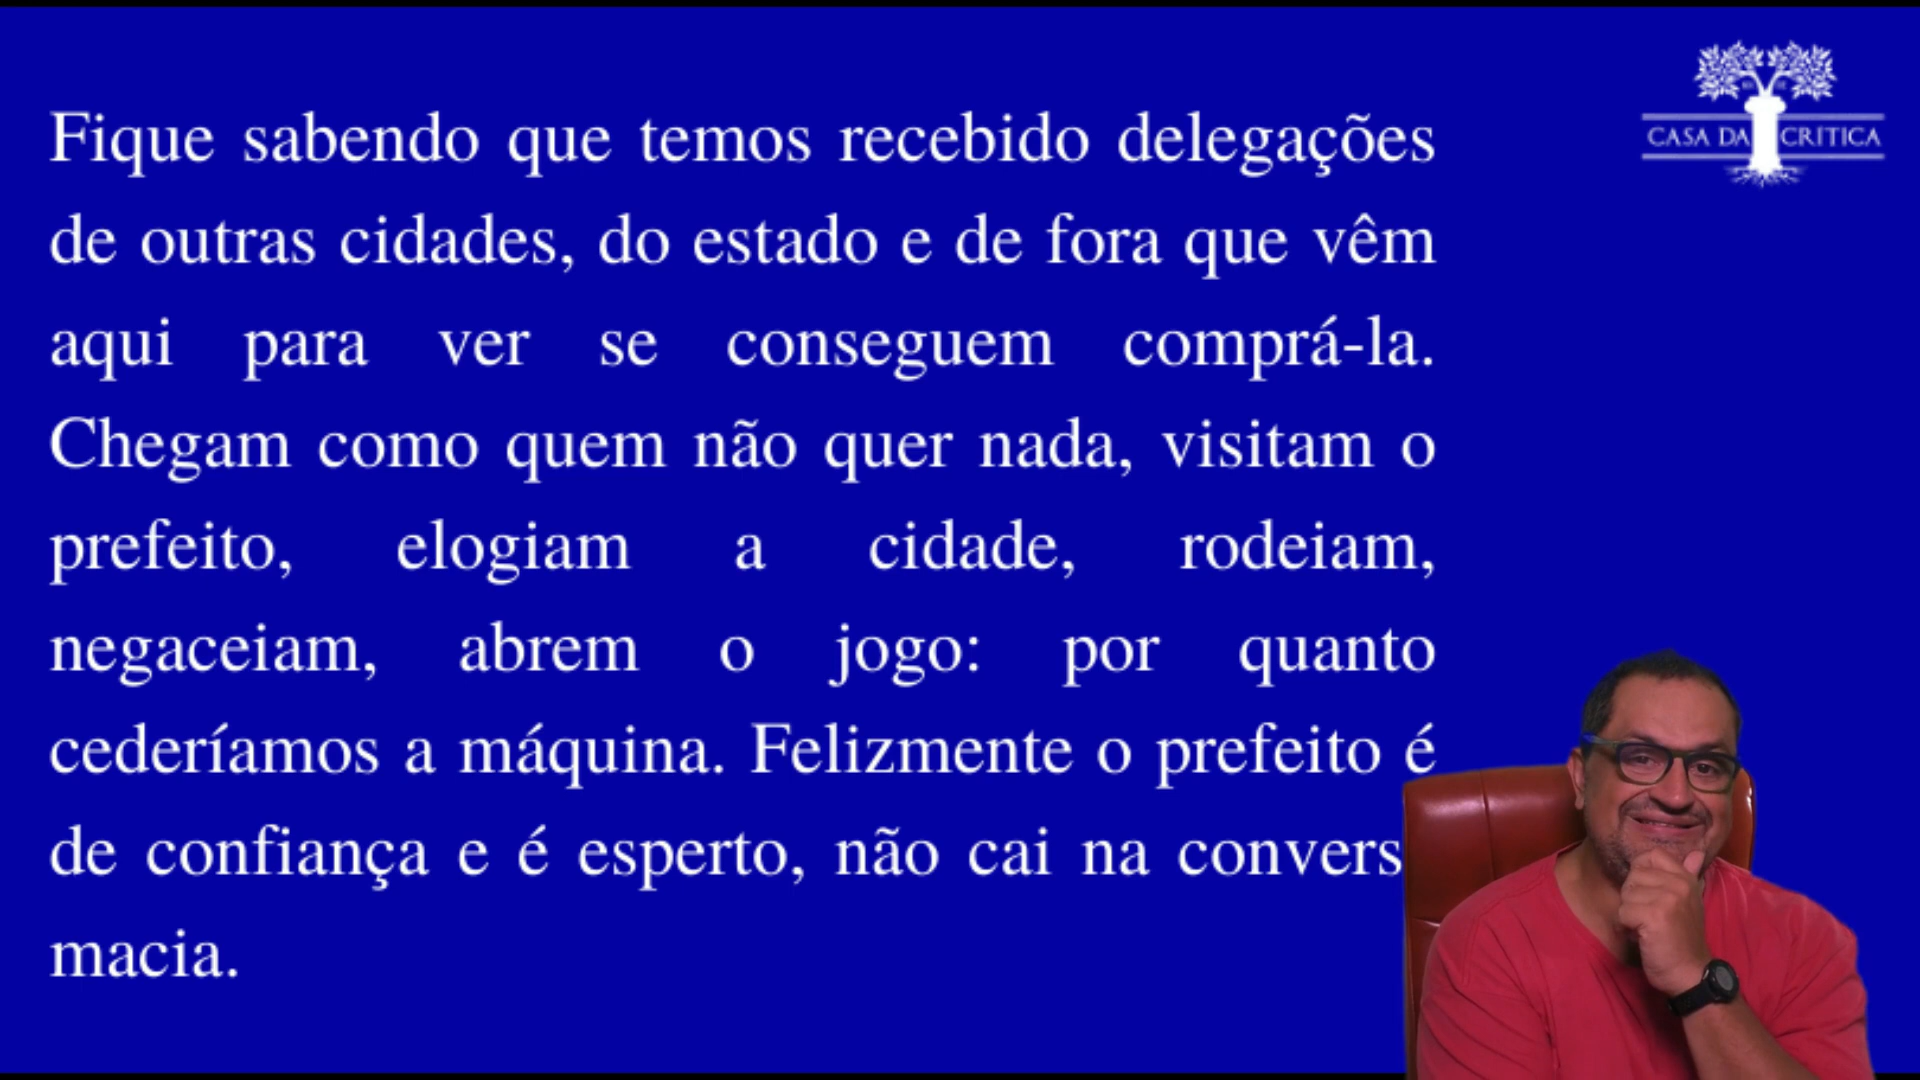 Fique sabendo que temos recebido delegações
de outras cidades, do estado e de fora que vêm
aqui para ver se conseguem comprá-la.
Chegam como quem não quer nada, visitam o
prefeito, elogiam a cidade, rodeiam,
negaceiam, abrem o jogo: por quanto
cederíamos a máquina. Felizmente o prefeito é
de confiança e é esperto, não cai na convers
macia.
CASA DA CRÍTICA